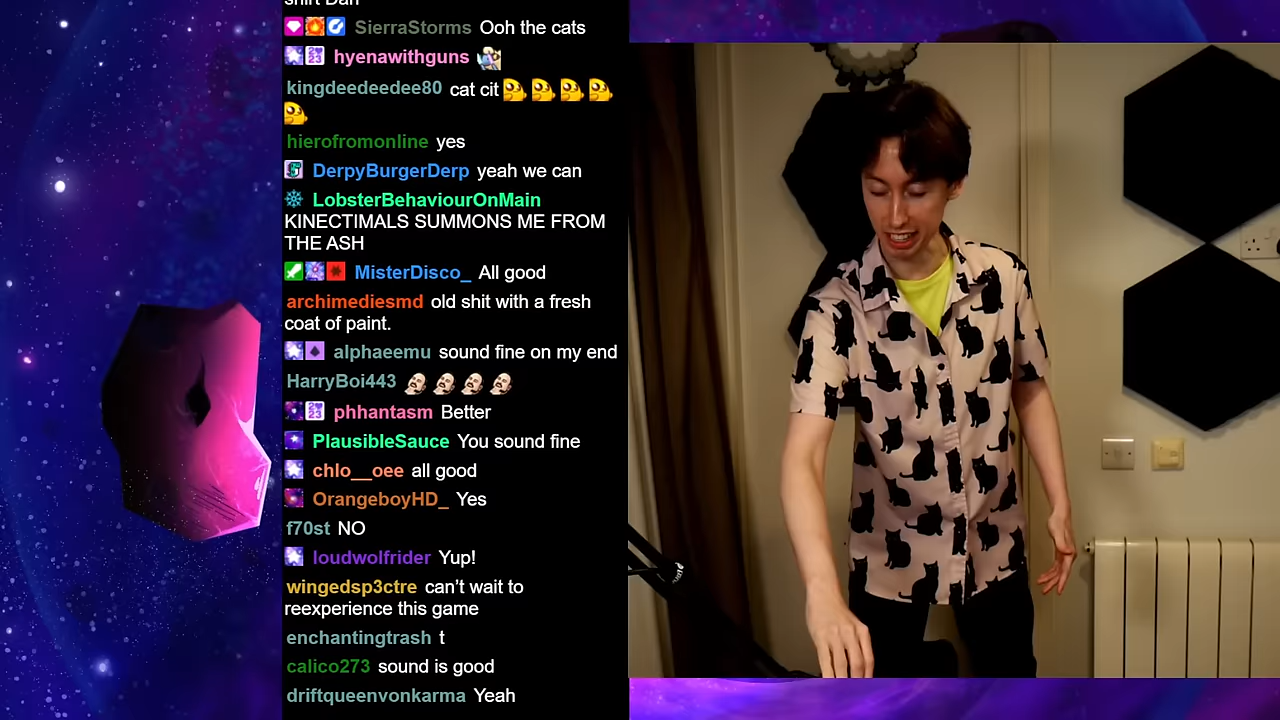 shirt Dan
SierraStorms Ooh the cats
hyenawithguns
kingdeedeedee80 cat cit
hierofromonline yes
DerpyBurgerDerp yeah we can
LobsterBehaviourOnMain
KINECTIMALS SUMMONS ME FROM
THE ASH
MisterDisco_ All good
archimediesmd old shit with a fresh
coat of paint.
alphaeemu sound fine on my end
HarryBoi443
phhantasm Better
PlausibleSauce You sound fine
chlo__oee all good
OrangeboyHD_ Yes
f70st NO
loudwolfrider Yup!
wingedsp3ctre can't wait to
reexperience this game
enchantingtrash t
calico273 sound is good
driftqueenvonkarma Yeah